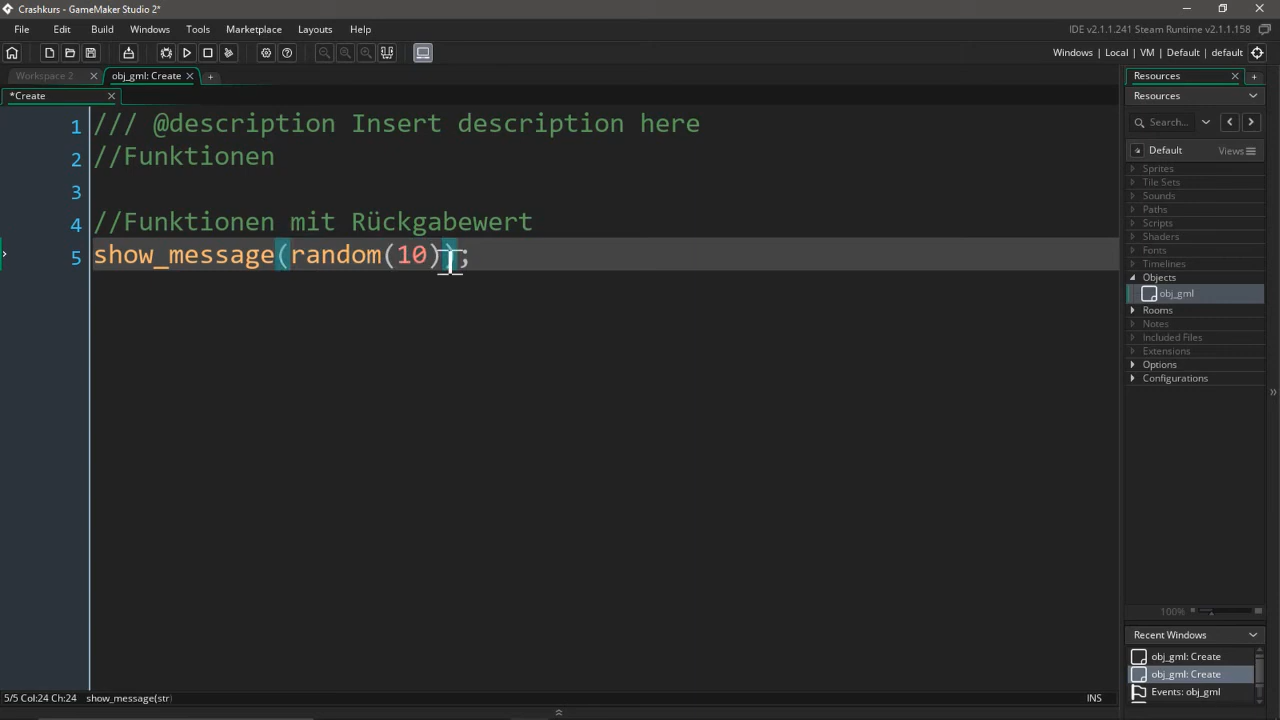 Crashkurs - GameMaker Studio 2*
File Edit Build Windows Tools Marketplace Layouts Help
IDE v2.1.1.241 Steam Runtime v2.1.1.158
Windows | Local | VM | Default | default
Workspace 2
obj_gml: Create
*Create
1 /// @description Insert description here
2 //Funktionen
3
4 //Funktionen mit Rückgabewert
5 show_message(random(10));
Resources
Resources
Search...
Default Views
Sprites
Tile Sets
Sounds
Paths
Scripts
Shaders
Fonts
Timelines
Objects
obj_gml
Rooms
Notes
Included Files
Extensions
Options
Configurations
100%
Recent Windows
obj_gml: Create
obj_gml: Create
Events: obj_gml
5/5 Col:24 Ch:24 show_message(str)
INS